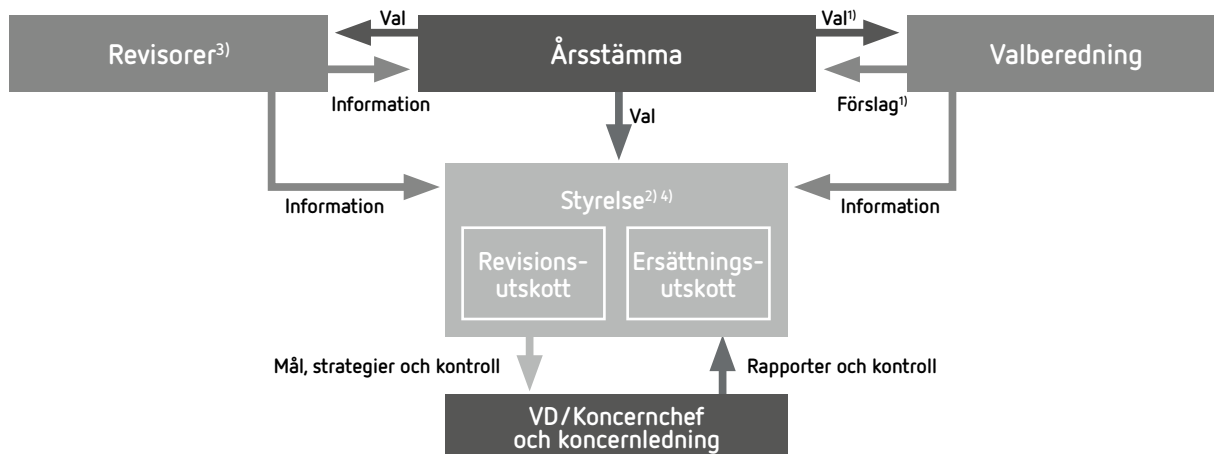 Val
Val¹⁾
Revisorer³⁾
Årsstämma
Valberedning
Information
Förslag¹⁾
Val
Information
Styrelse²⁾ ⁴⁾
Information
Revisions-
utskott
Ersättnings-
utskott
Mål, strategier och kontroll
Rapporter och kontroll
VD/Koncernchef
och koncernledning